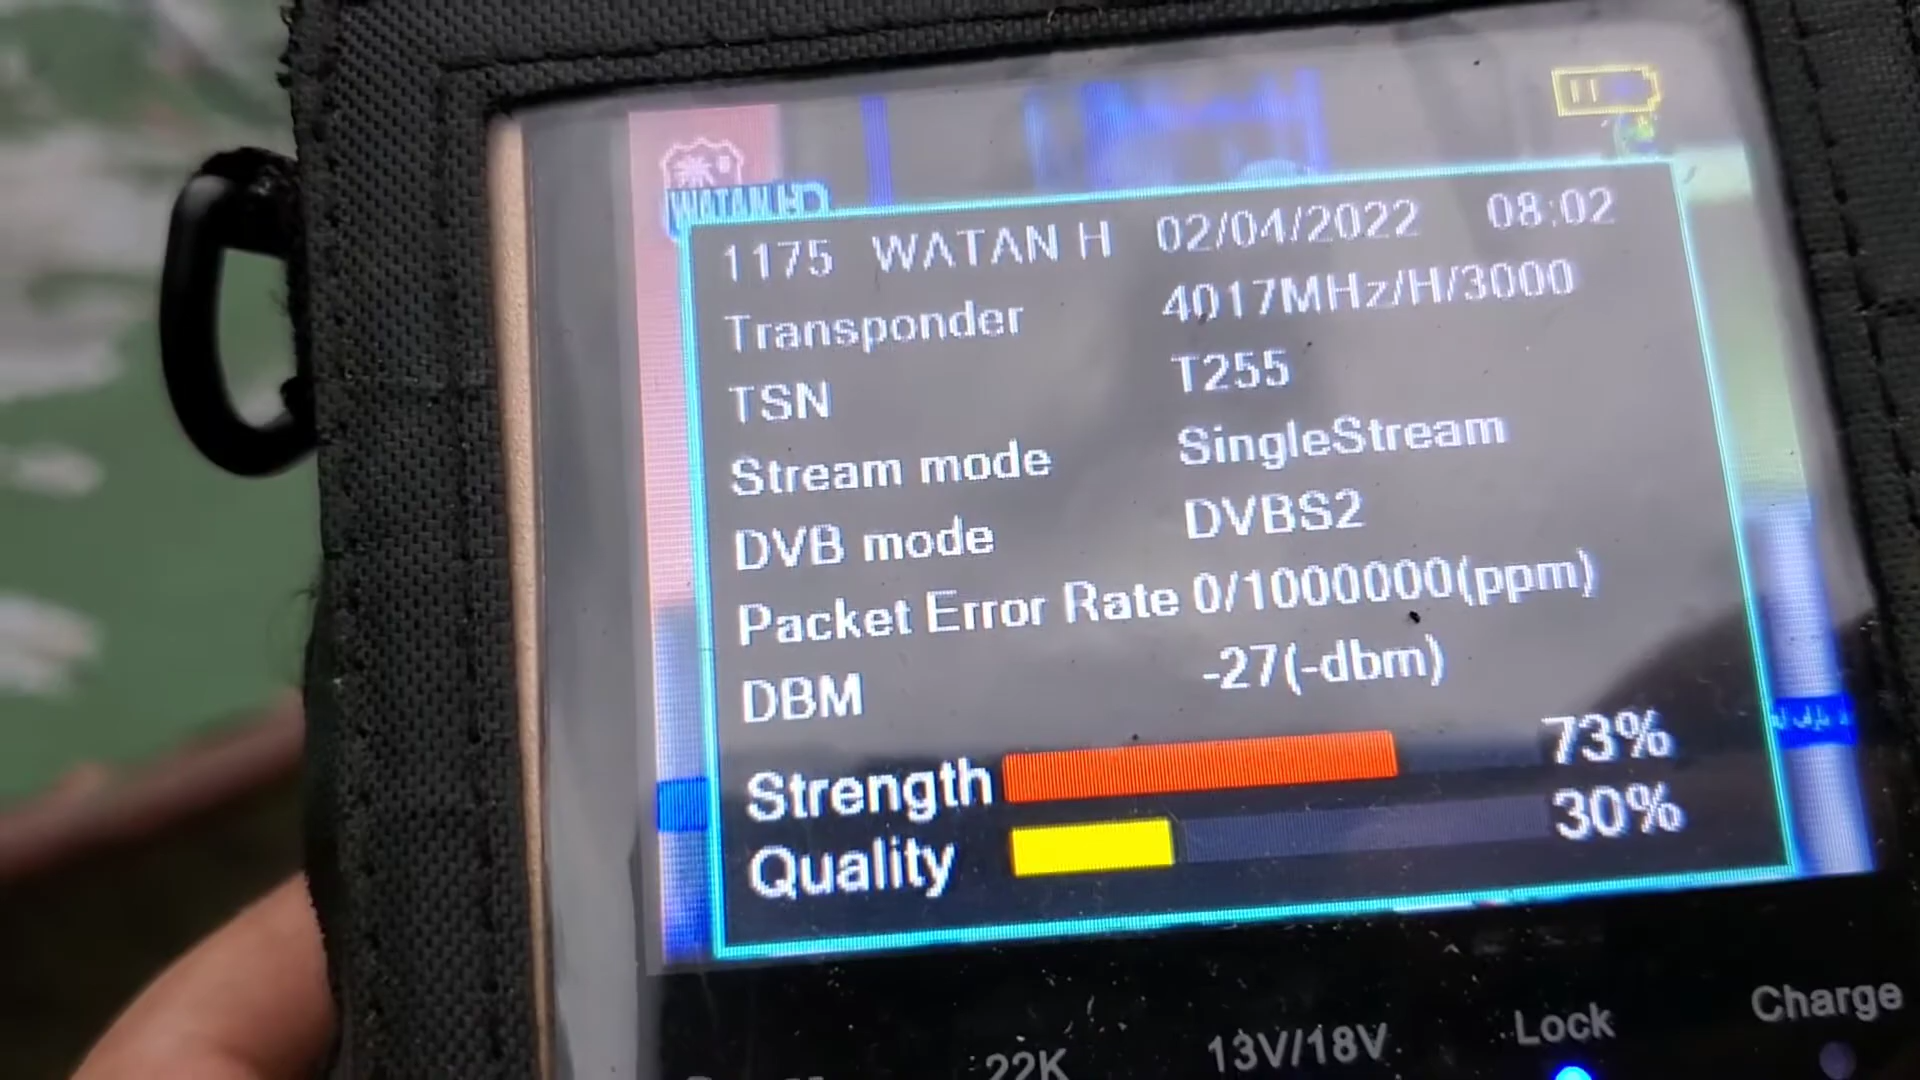 WATAN HD
1175 WATAN H 02/04/2022 08:02
Transponder 4017MHz/H/3000
TSN T255
Stream mode SingleStream
DVB mode DVBS2
Packet Error Rate 0/1000000(ppm)
DBM -27(-dbm)
Strength 73%
Quality 30%
22K 13V/18V Lock Charge